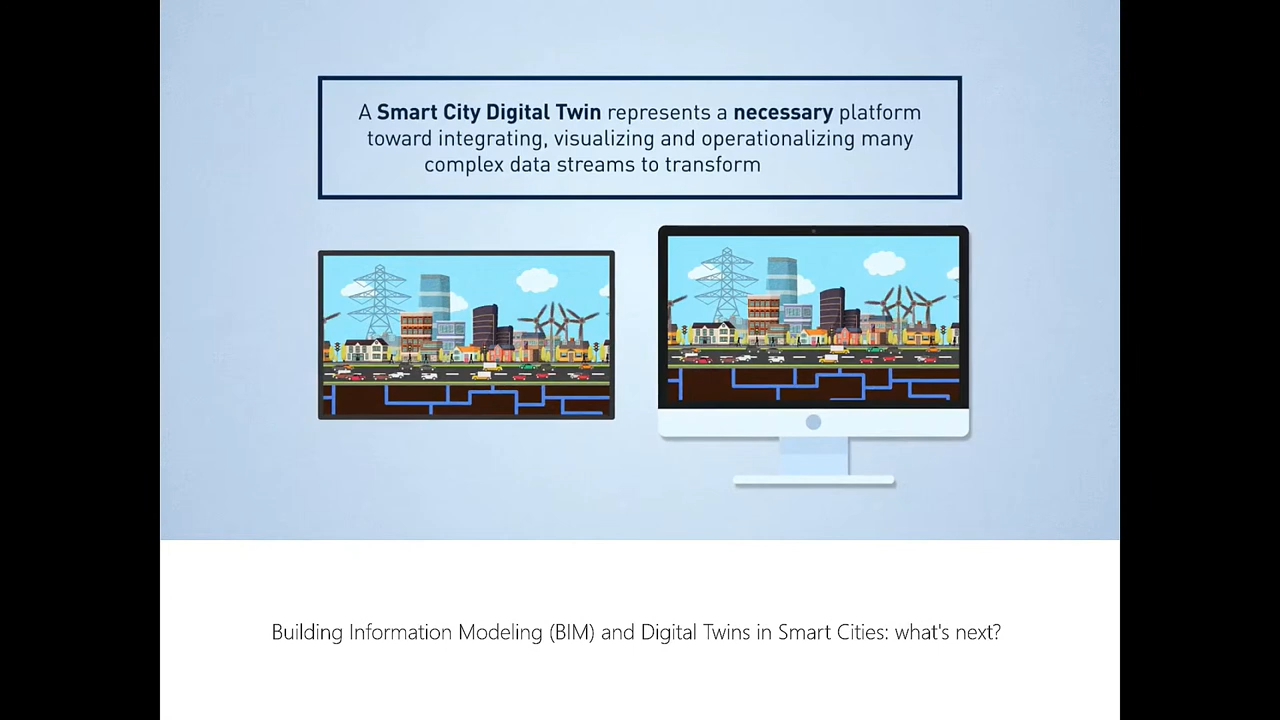 A Smart City Digital Twin represents a necessary platform
toward integrating, visualizing and operationalizing many
complex data streams to transform
Building Information Modeling (BIM) and Digital Twins in Smart Cities: what's next?